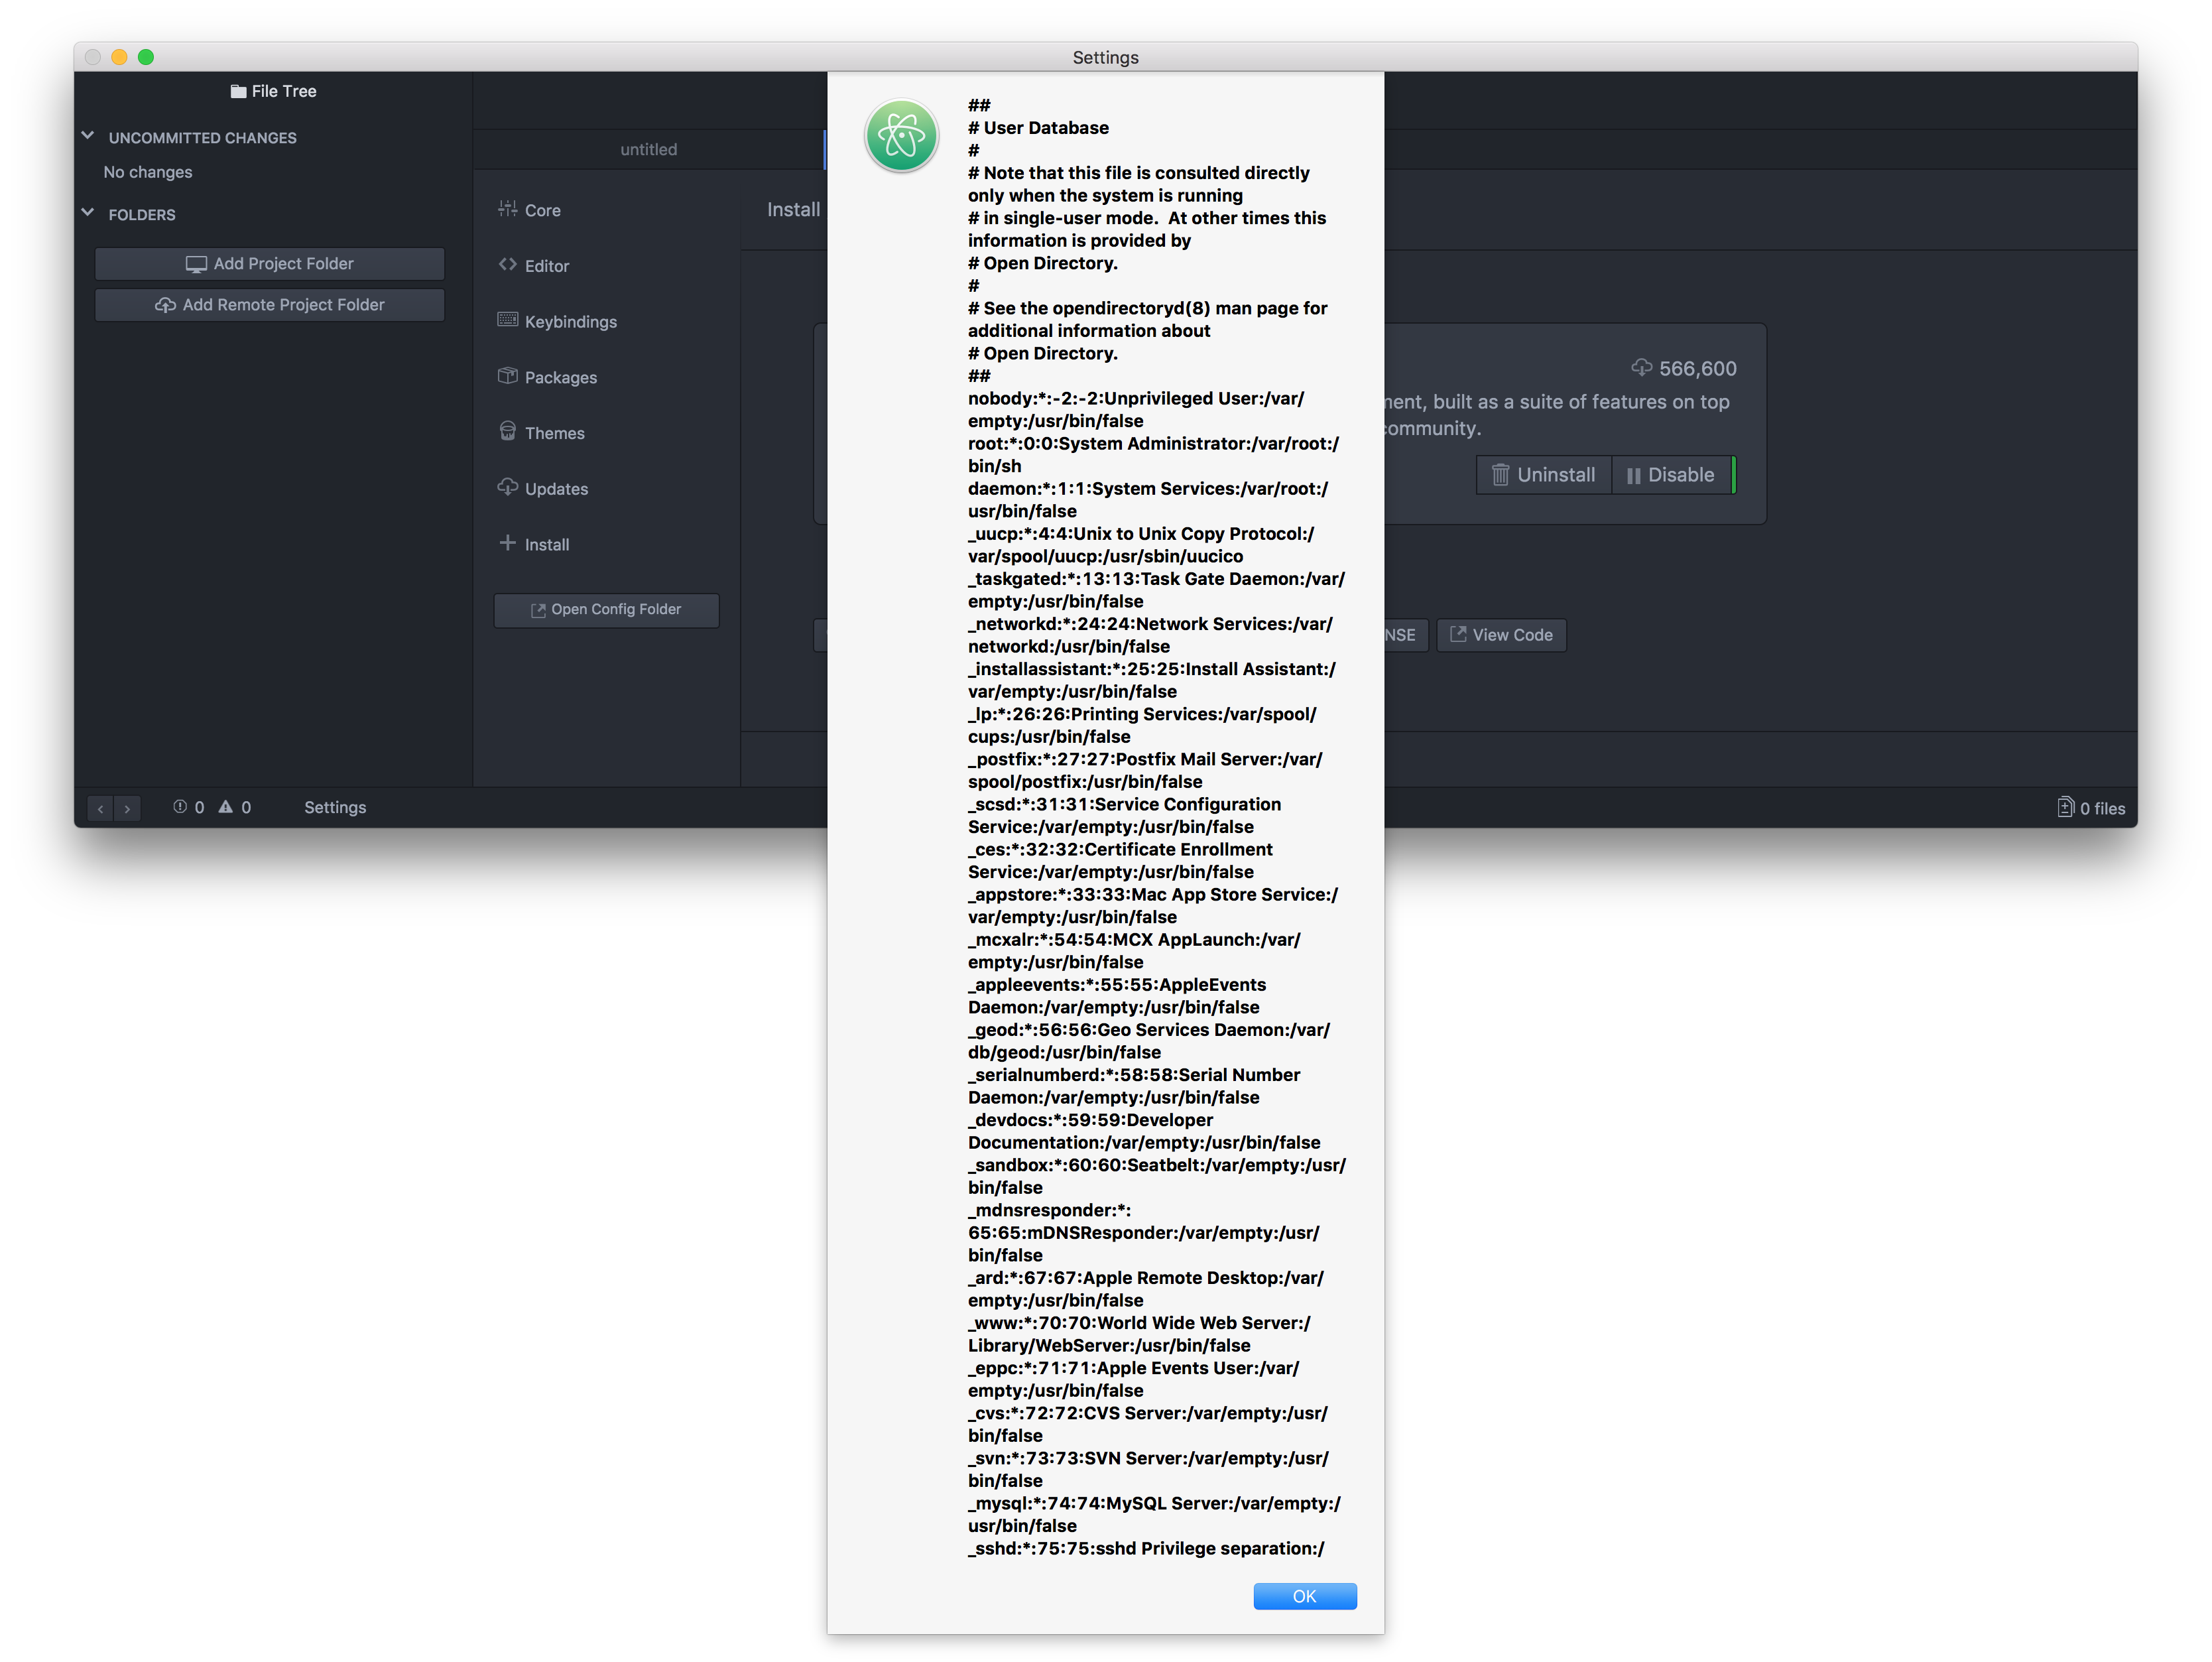 Settings
File Tree
UNCOMMITTED CHANGES
No changes
FOLDERS
Add Project Folder
Add Remote Project Folder
untitled
Core
Editor
Keybindings
Packages
Themes
Updates
Install
Open Config Folder
Install
##
# User Database
#
# Note that this file is consulted directly
only when the system is running
# in single-user mode.  At other times this
information is provided by
# Open Directory.
#
# See the opendirectoryd(8) man page for
additional information about
# Open Directory.
##
nobody:*:-2:-2:Unprivileged User:/var/
empty:/usr/bin/false
root:*:0:0:System Administrator:/var/root:/
bin/sh
daemon:*:1:1:System Services:/var/root:/
usr/bin/false
_uucp:*:4:4:Unix to Unix Copy Protocol:/
var/spool/uucp:/usr/sbin/uucico
_taskgated:*:13:13:Task Gate Daemon:/var/
empty:/usr/bin/false
_networkd:*:24:24:Network Services:/var/
networkd:/usr/bin/false
_installassistant:*:25:25:Install Assistant:/
var/empty:/usr/bin/false
_lp:*:26:26:Printing Services:/var/spool/
cups:/usr/bin/false
_postfix:*:27:27:Postfix Mail Server:/var/
spool/postfix:/usr/bin/false
_scsd:*:31:31:Service Configuration
Service:/var/empty:/usr/bin/false
_ces:*:32:32:Certificate Enrollment
Service:/var/empty:/usr/bin/false
_appstore:*:33:33:Mac App Store Service:/
var/empty:/usr/bin/false
_mcxalr:*:54:54:MCX AppLaunch:/var/
empty:/usr/bin/false
_appleevents:*:55:55:AppleEvents
Daemon:/var/empty:/usr/bin/false
_geod:*:56:56:Geo Services Daemon:/var/
db/geod:/usr/bin/false
_serialnumberd:*:58:58:Serial Number
Daemon:/var/empty:/usr/bin/false
_devdocs:*:59:59:Developer
Documentation:/var/empty:/usr/bin/false
_sandbox:*:60:60:Seatbelt:/var/empty:/usr/
bin/false
_mdnsresponder:*:
65:65:mDNSResponder:/var/empty:/usr/
bin/false
_ard:*:67:67:Apple Remote Desktop:/var/
empty:/usr/bin/false
_www:*:70:70:World Wide Web Server:/
Library/WebServer:/usr/bin/false
_eppc:*:71:71:Apple Events User:/var/
empty:/usr/bin/false
_cvs:*:72:72:CVS Server:/var/empty:/usr/
bin/false
_svn:*:73:73:SVN Server:/var/empty:/usr/
bin/false
_mysql:*:74:74:MySQL Server:/var/empty:/
usr/bin/false
_sshd:*:75:75:sshd Privilege separation:/
OK
566,600
ment, built as a suite of features on top
community.
Uninstall
Disable
NSE
View Code
0
0
Settings
0 files